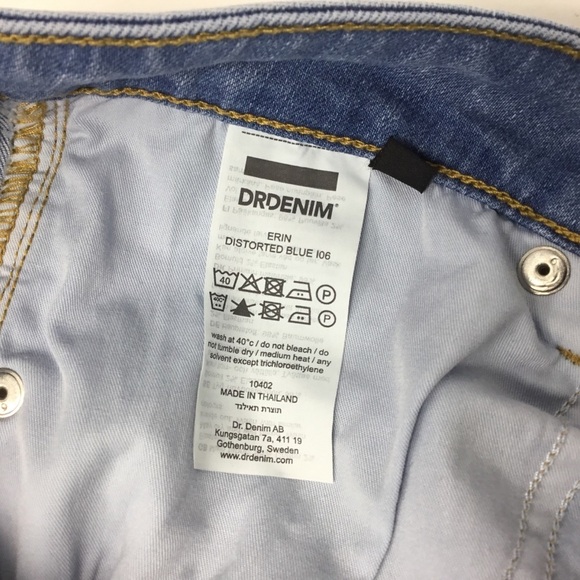 DRDENIM®
ERIN
DISTORTED BLUE I06
40 P
40C P
wash at 40°c / do not bleach / do
not tumble dry / medium heat / any
solvent except trichloroethylene
10402
MADE IN THAILAND
תוצרת תאילנד
Dr. Denim AB
Kungsgatan 7a, 411 19
Gothenburg, Sweden
www.drdenim.com